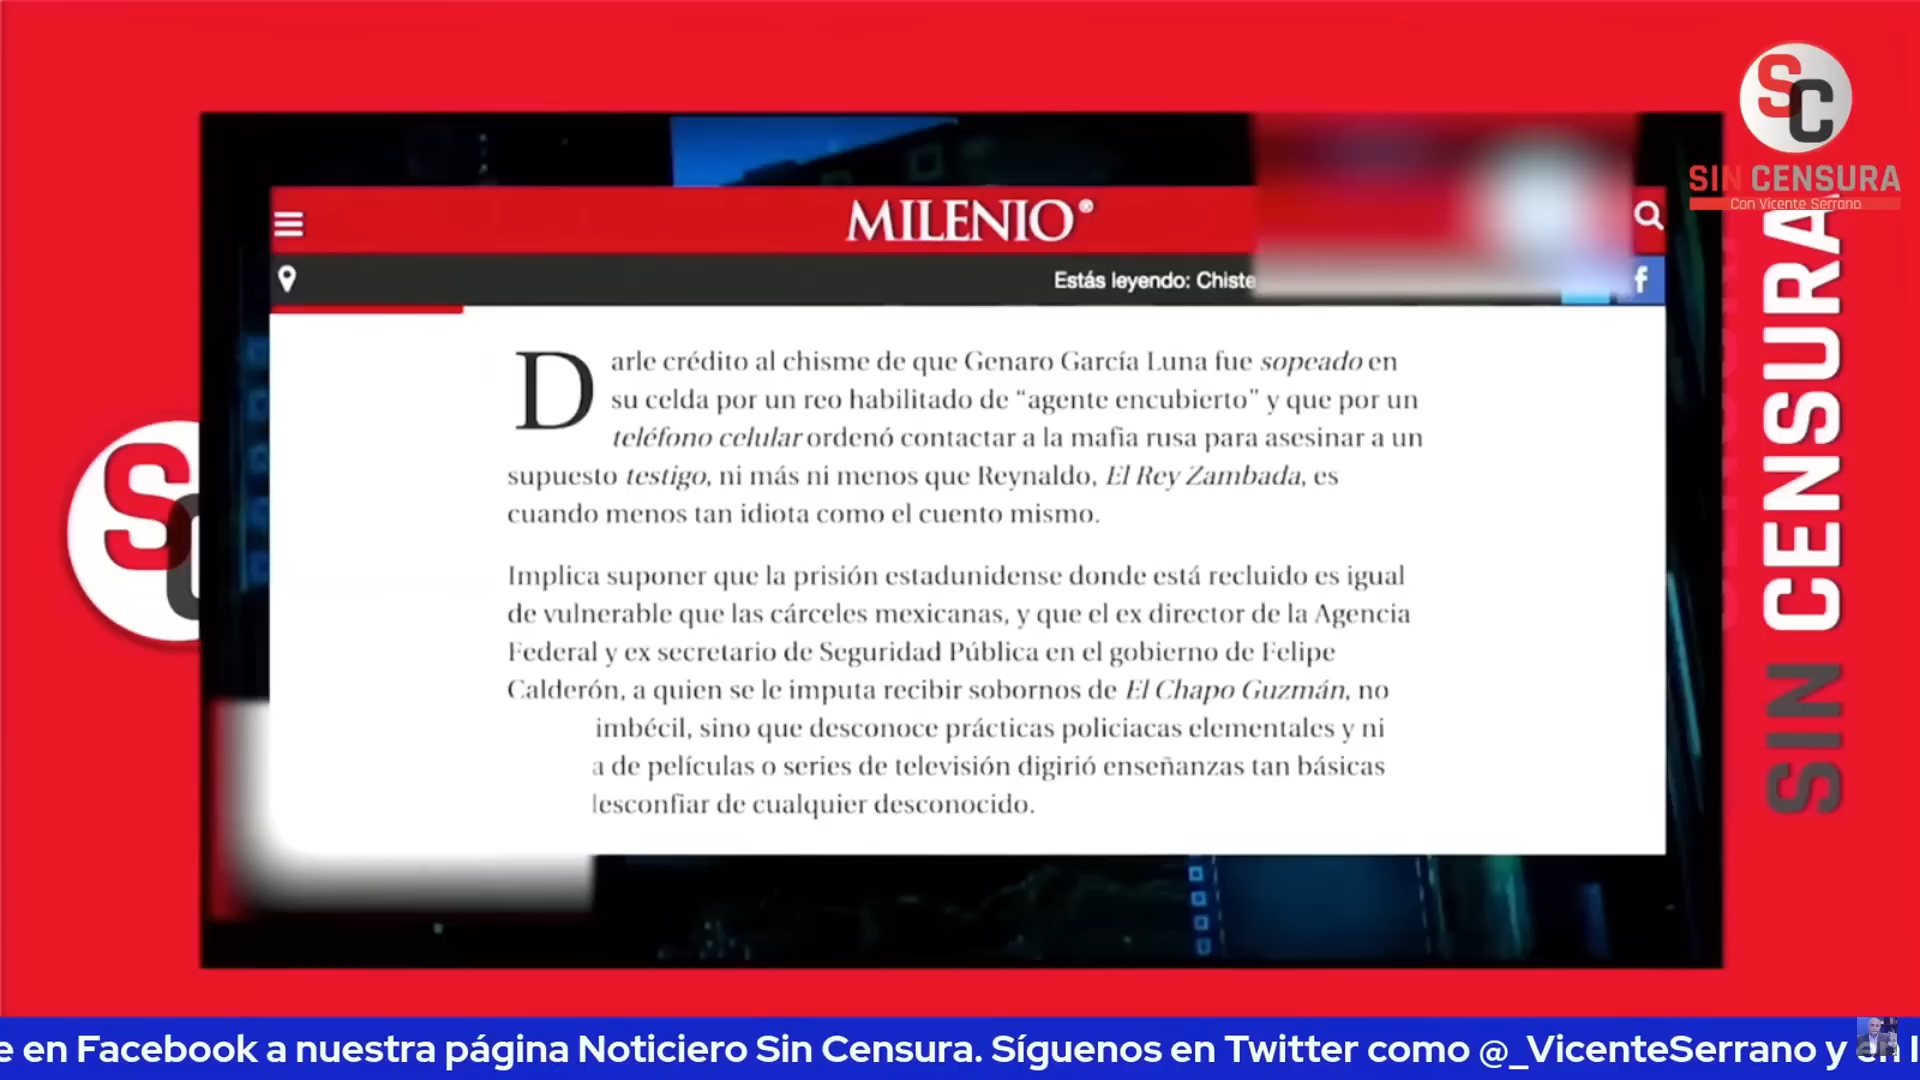 SC
SIN CENSURA
Con Vicente Serrano
MILENIO®
Estás leyendo: Chiste
f
Darle crédito al chisme de que Genaro García Luna fue sopeado en
su celda por un reo habilitado de “agente encubierto” y que por un
teléfono celular ordenó contactar a la mafia rusa para asesinar a un
supuesto testigo, ni más ni menos que Reynaldo, El Rey Zambada, es
cuando menos tan idiota como el cuento mismo.
Implica suponer que la prisión estadunidense donde está recluido es igual
de vulnerable que las cárceles mexicanas, y que el ex director de la Agencia
Federal y ex secretario de Seguridad Pública en el gobierno de Felipe
Calderón, a quien se le imputa recibir sobornos de El Chapo Guzmán, no
imbécil, sino que desconoce prácticas policiacas elementales y ni
a de películas o series de televisión digirió enseñanzas tan básicas
desconfiar de cualquier desconocido.
SC
SIN CENSURA
e en Facebook a nuestra página Noticiero Sin Censura. Síguenos en Twitter como @_VicenteSerrano y en I